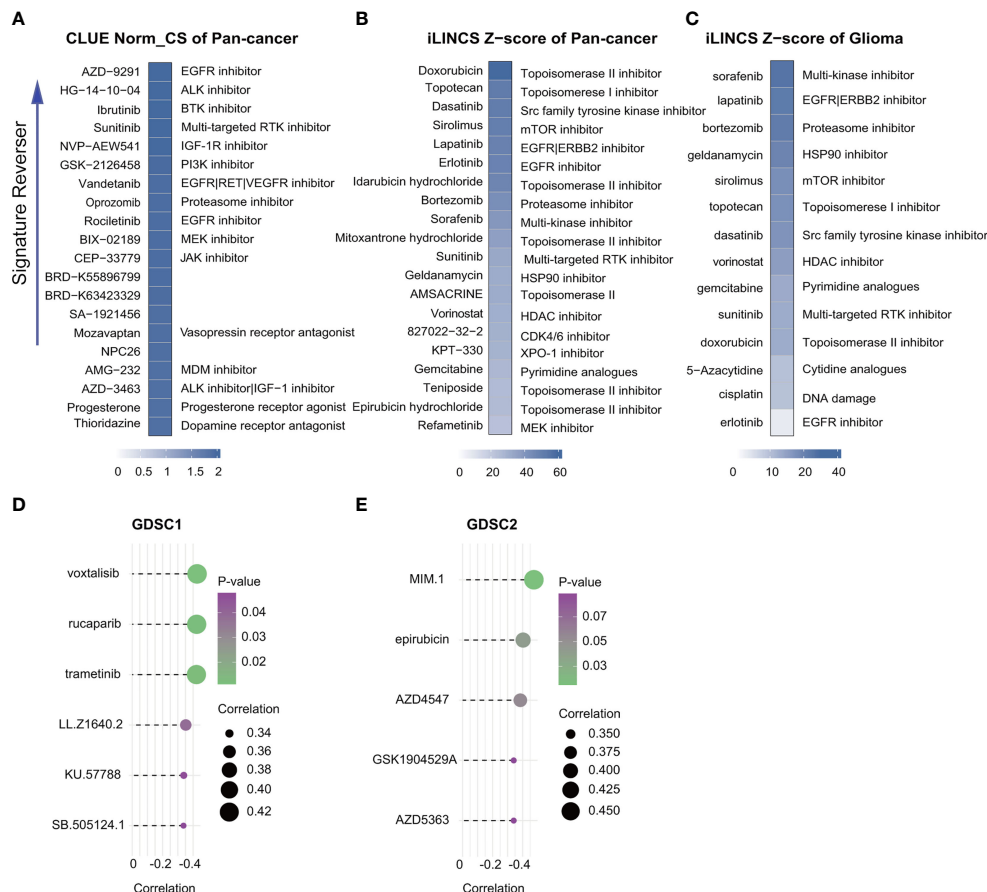 A
CLUE Norm_CS of Pan-cancer
Signature Reverser
AZD−9291 EGFR inhibitor
HG−14−10−04 ALK inhibitor
Ibrutinib BTK inhibitor
Sunitinib Multi-targeted RTK inhibitor
NVP−AEW541 IGF-1R inhibitor
GSK−2126458 PI3K inhibitor
Vandetanib EGFR|RET|VEGFR inhibitor
Oprozomib Proteasome inhibitor
Rociletinib EGFR inhibitor
BIX−02189 MEK inhibitor
CEP−33779 JAK inhibitor
BRD−K55896799
BRD−K63423329
SA−1921456
Mozavaptan Vasopressin receptor antagonist
NPC26
AMG−232 MDM inhibitor
AZD−3463 ALK inhibitor|IGF-1 inhibitor
Progesterone Progesterone receptor agonist
Thioridazine Dopamine receptor antagonist
0 0.5 1 1.5 2
B
iLINCS Z−score of Pan-cancer
Doxorubicin Topoisomerase II inhibitor
Topotecan Topoisomerase I inhibitor
Dasatinib Src family tyrosine kinase inhibitor
Sirolimus mTOR inhibitor
Lapatinib EGFR|ERBB2 inhibitor
Erlotinib EGFR inhibitor
Idarubicin hydrochloride Topoisomerase II inhibitor
Bortezomib Proteasome inhibitor
Sorafenib Multi-kinase inhibitor
Mitoxantrone hydrochloride Topoisomerase II inhibitor
Sunitinib Multi-targeted RTK inhibitor
Geldanamycin HSP90 inhibitor
AMSACRINE Topoisomerase II
Vorinostat HDAC inhibitor
827022−32−2 CDK4/6 inhibitor
KPT−330 XPO-1 inhibitor
Gemcitabine Pyrimidine analogues
Teniposide Topoisomerase II inhibitor
Epirubicin hydrochloride Topoisomerase II inhibitor
Refametinib MEK inhibitor
0 20 40 60
C
iLINCS Z−score of Glioma
sorafenib Multi-kinase inhibitor
lapatinib EGFR|ERBB2 inhibitor
bortezomib Proteasome inhibitor
geldanamycin HSP90 inhibitor
sirolimus mTOR inhibitor
topotecan Topoisomerese I inhibitor
dasatinib Src family tyrosine kinase inhibitor
vorinostat HDAC inhibitor
gemcitabine Pyrimidine analogues
sunitinib Multi-targeted RTK inhibitor
doxorubicin Topoisomerase II inhibitor
5−Azacytidine Cytidine analogues
cisplatin DNA damage
erlotinib EGFR inhibitor
0 10 20 40
D
GDSC1
voxtalisib
rucaparib
trametinib
LL.Z1640.2
KU.57788
SB.505124.1
0 -0.2 -0.4
Correlation
P-value
0.04
0.03
0.02
Correlation
0.34
0.36
0.38
0.40
0.42
E
GDSC2
MIM.1
epirubicin
AZD4547
GSK1904529A
AZD5363
0 -0.2 -0.4
Correlation
P-value
0.07
0.05
0.03
Correlation
0.350
0.375
0.400
0.425
0.450